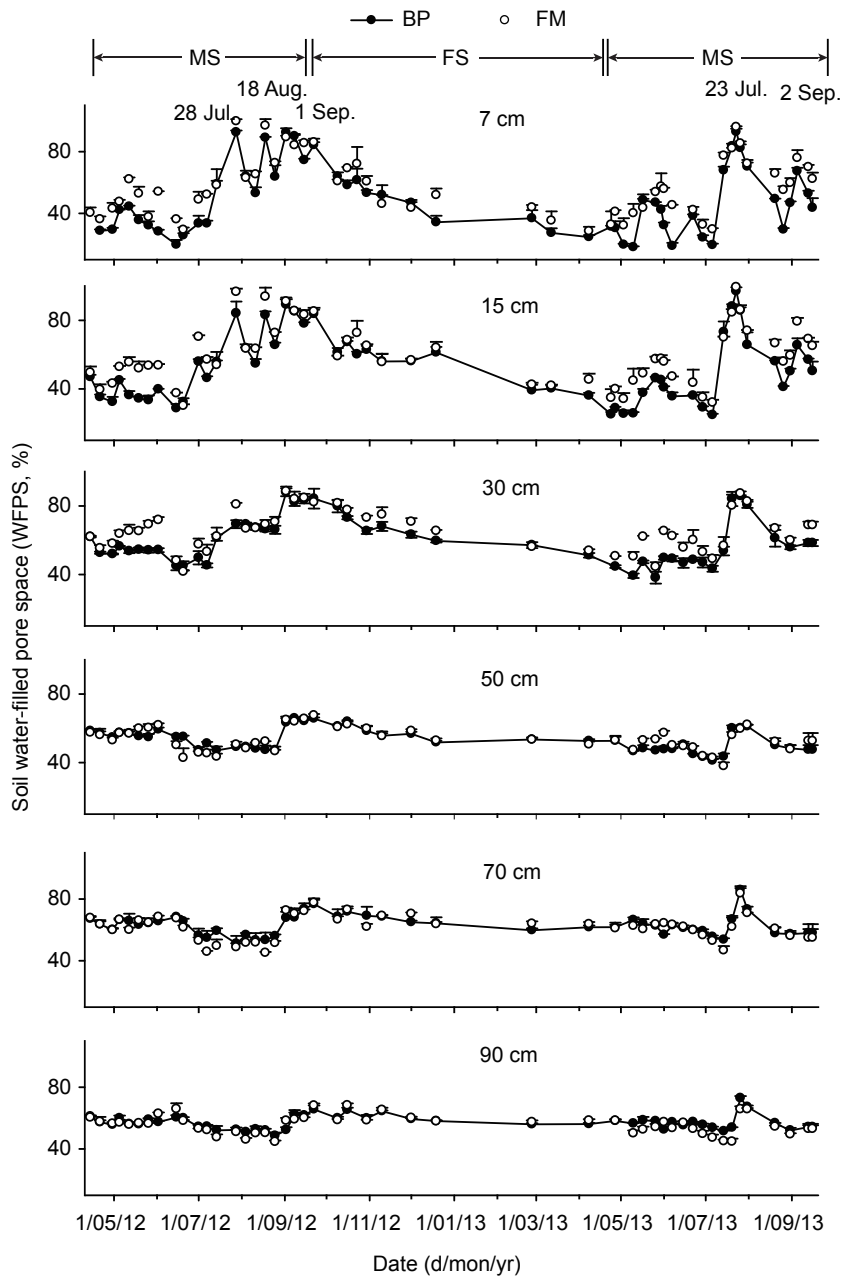 BP FM
MS FS MS
18 Aug.
28 Jul. 1 Sep.
23 Jul. 2 Sep.
7 cm
80
40
15 cm
80
40
30 cm
80
40
50 cm
80
40
70 cm
80
40
90 cm
80
40
Soil water-filled pore space (WFPS, %)
1/05/12 1/07/12 1/09/12 1/11/12 1/01/13 1/03/13 1/05/13 1/07/13 1/09/13
Date (d/mon/yr)